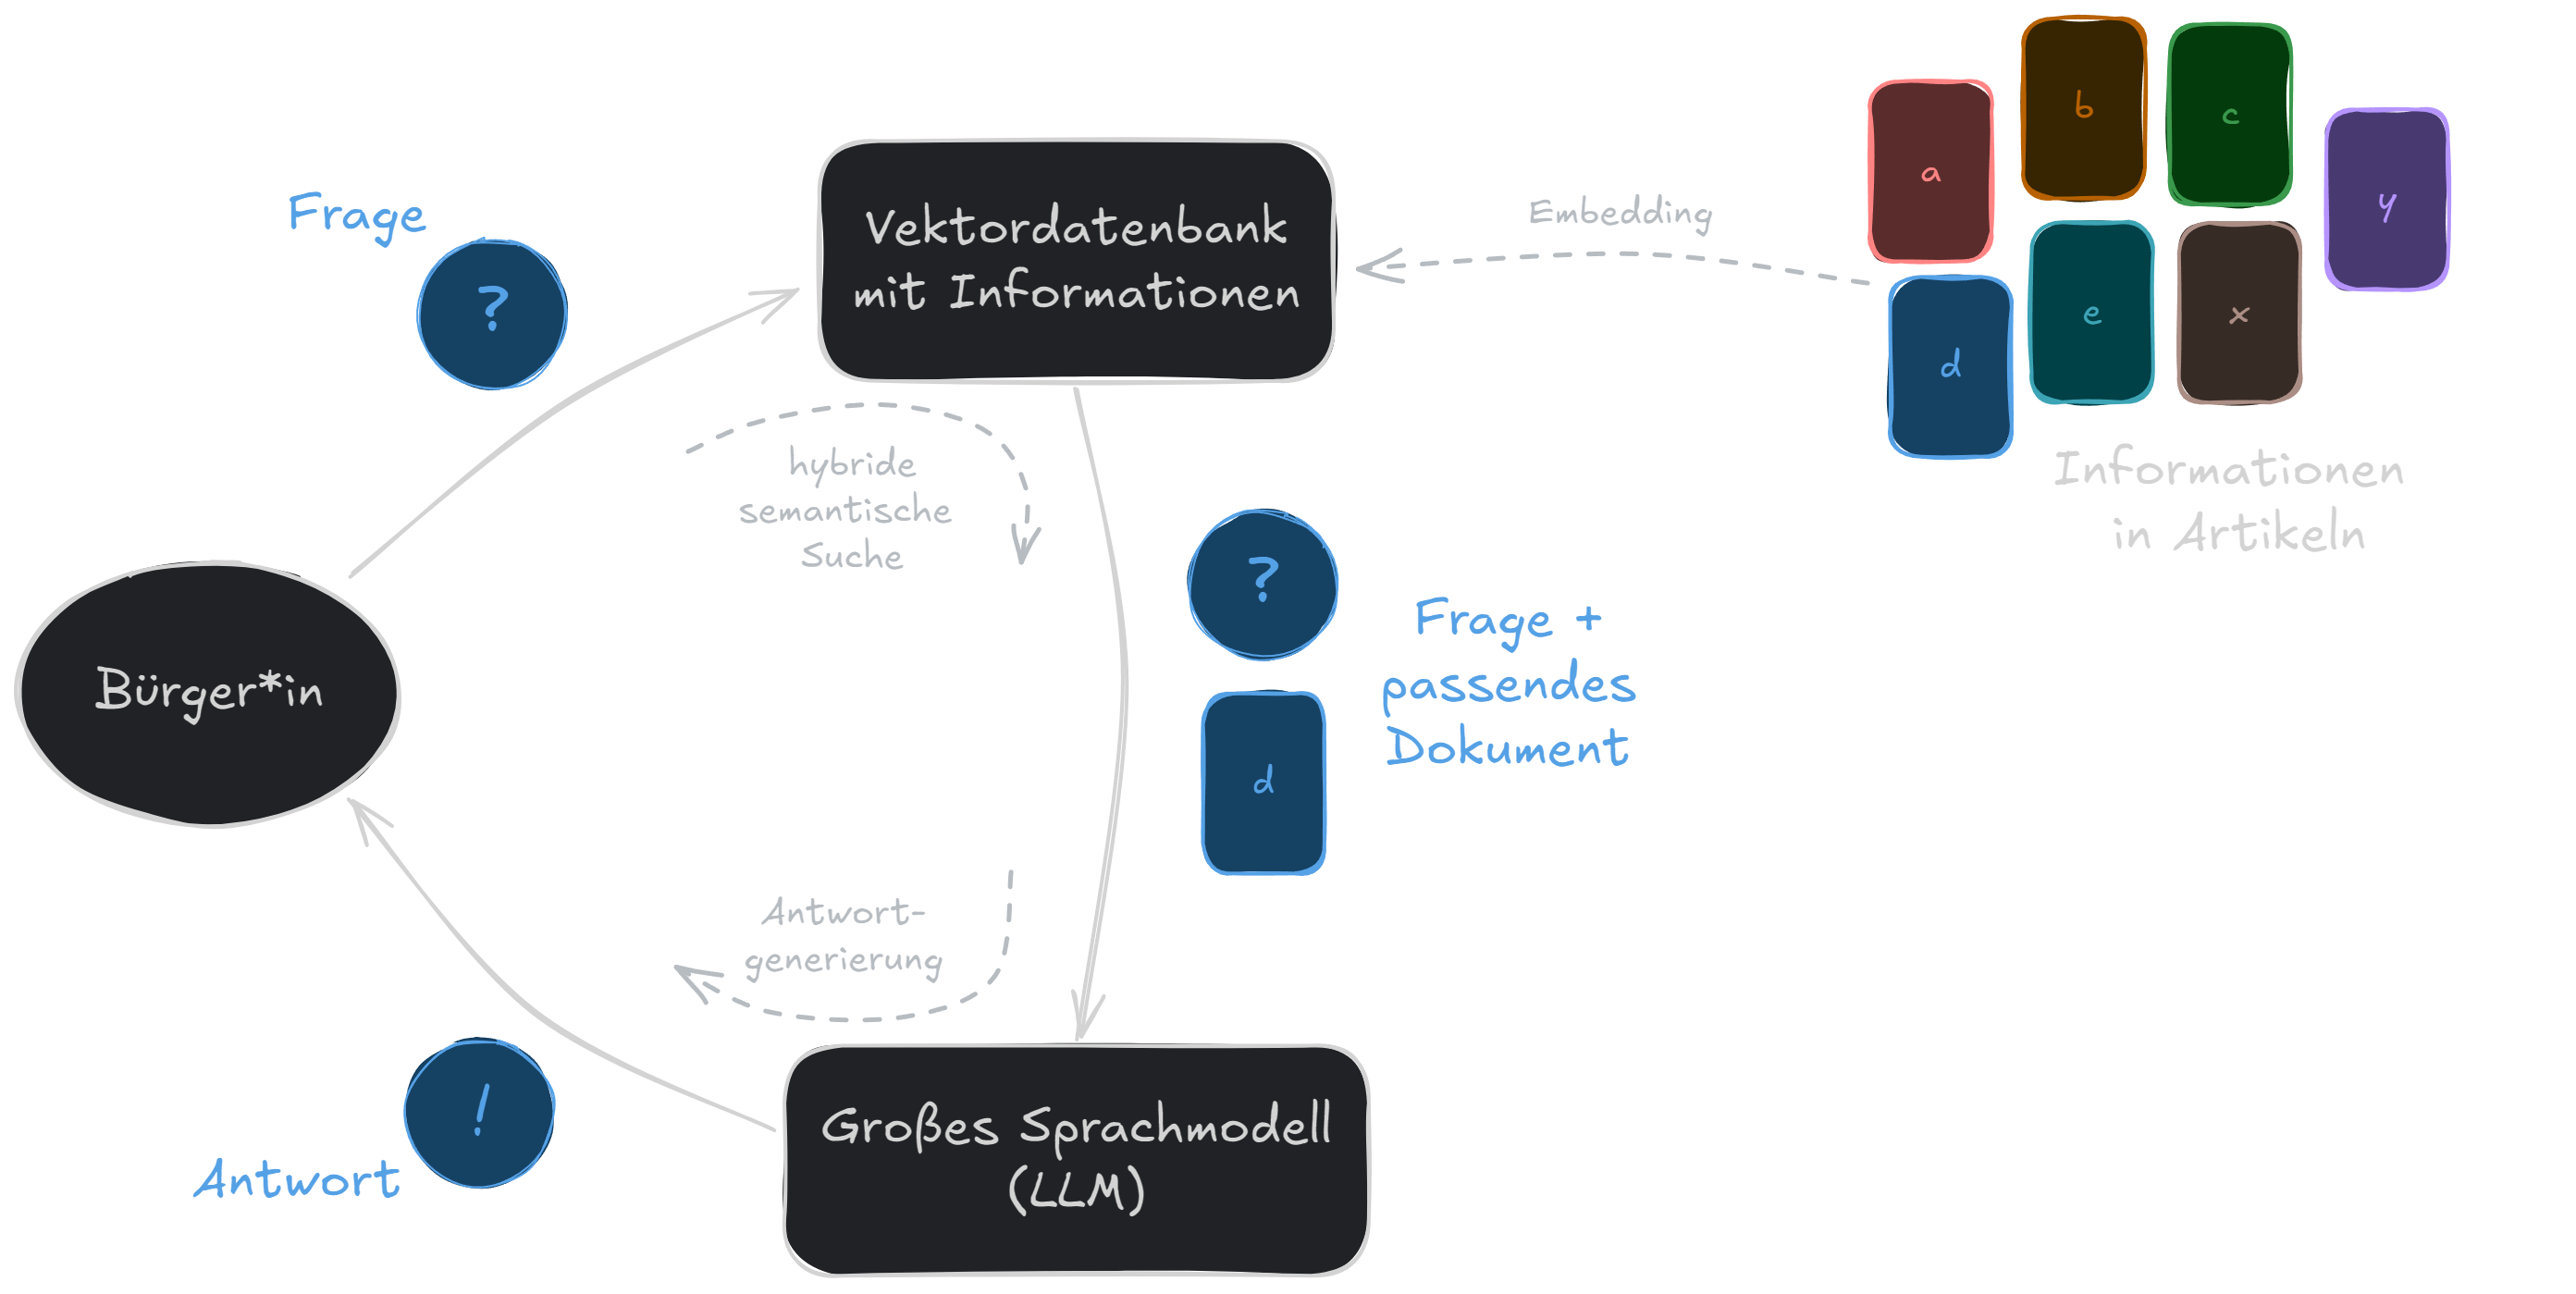 Frage
?
Vektordatenbank
mit Informationen
Embedding
a
b
c
y
d
e
x
Informationen
in Artikeln
hybride
semantische
Suche
?
d
Frage +
passendes
Dokument
Bürger*in
Antwort-
generierung
!
Antwort
Großes Sprachmodell
(LLM)